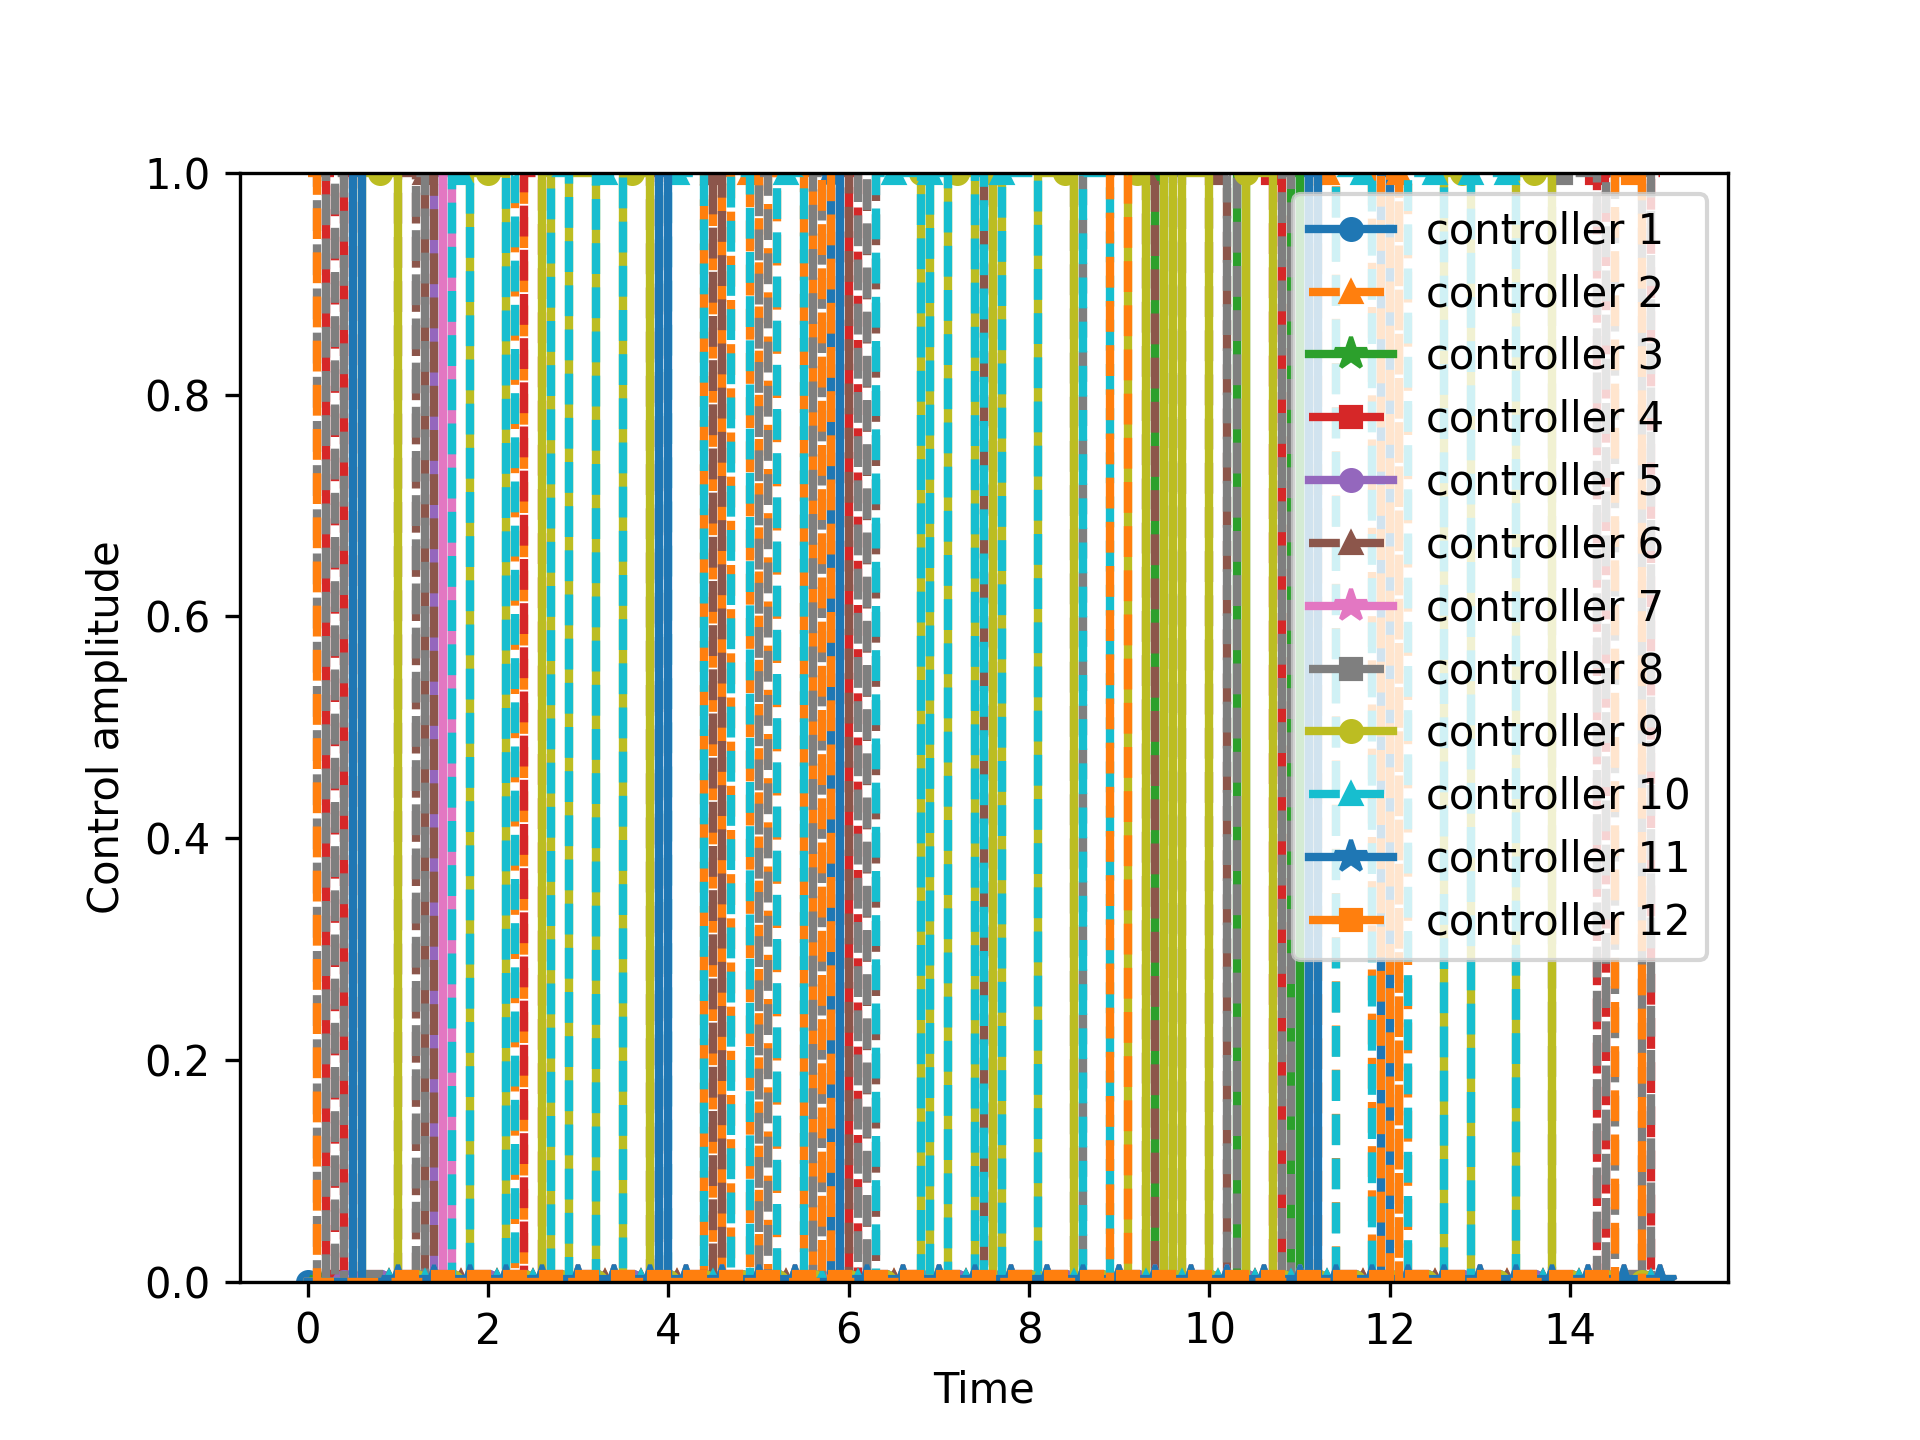 1.0
0.8
0.6
0.4
0.2
0.0
Control amplitude
0 2 4 6 8 10 12 14
Time
controller 1
controller 2
controller 3
controller 4
controller 5
controller 6
controller 7
controller 8
controller 9
controller 10
controller 11
controller 12